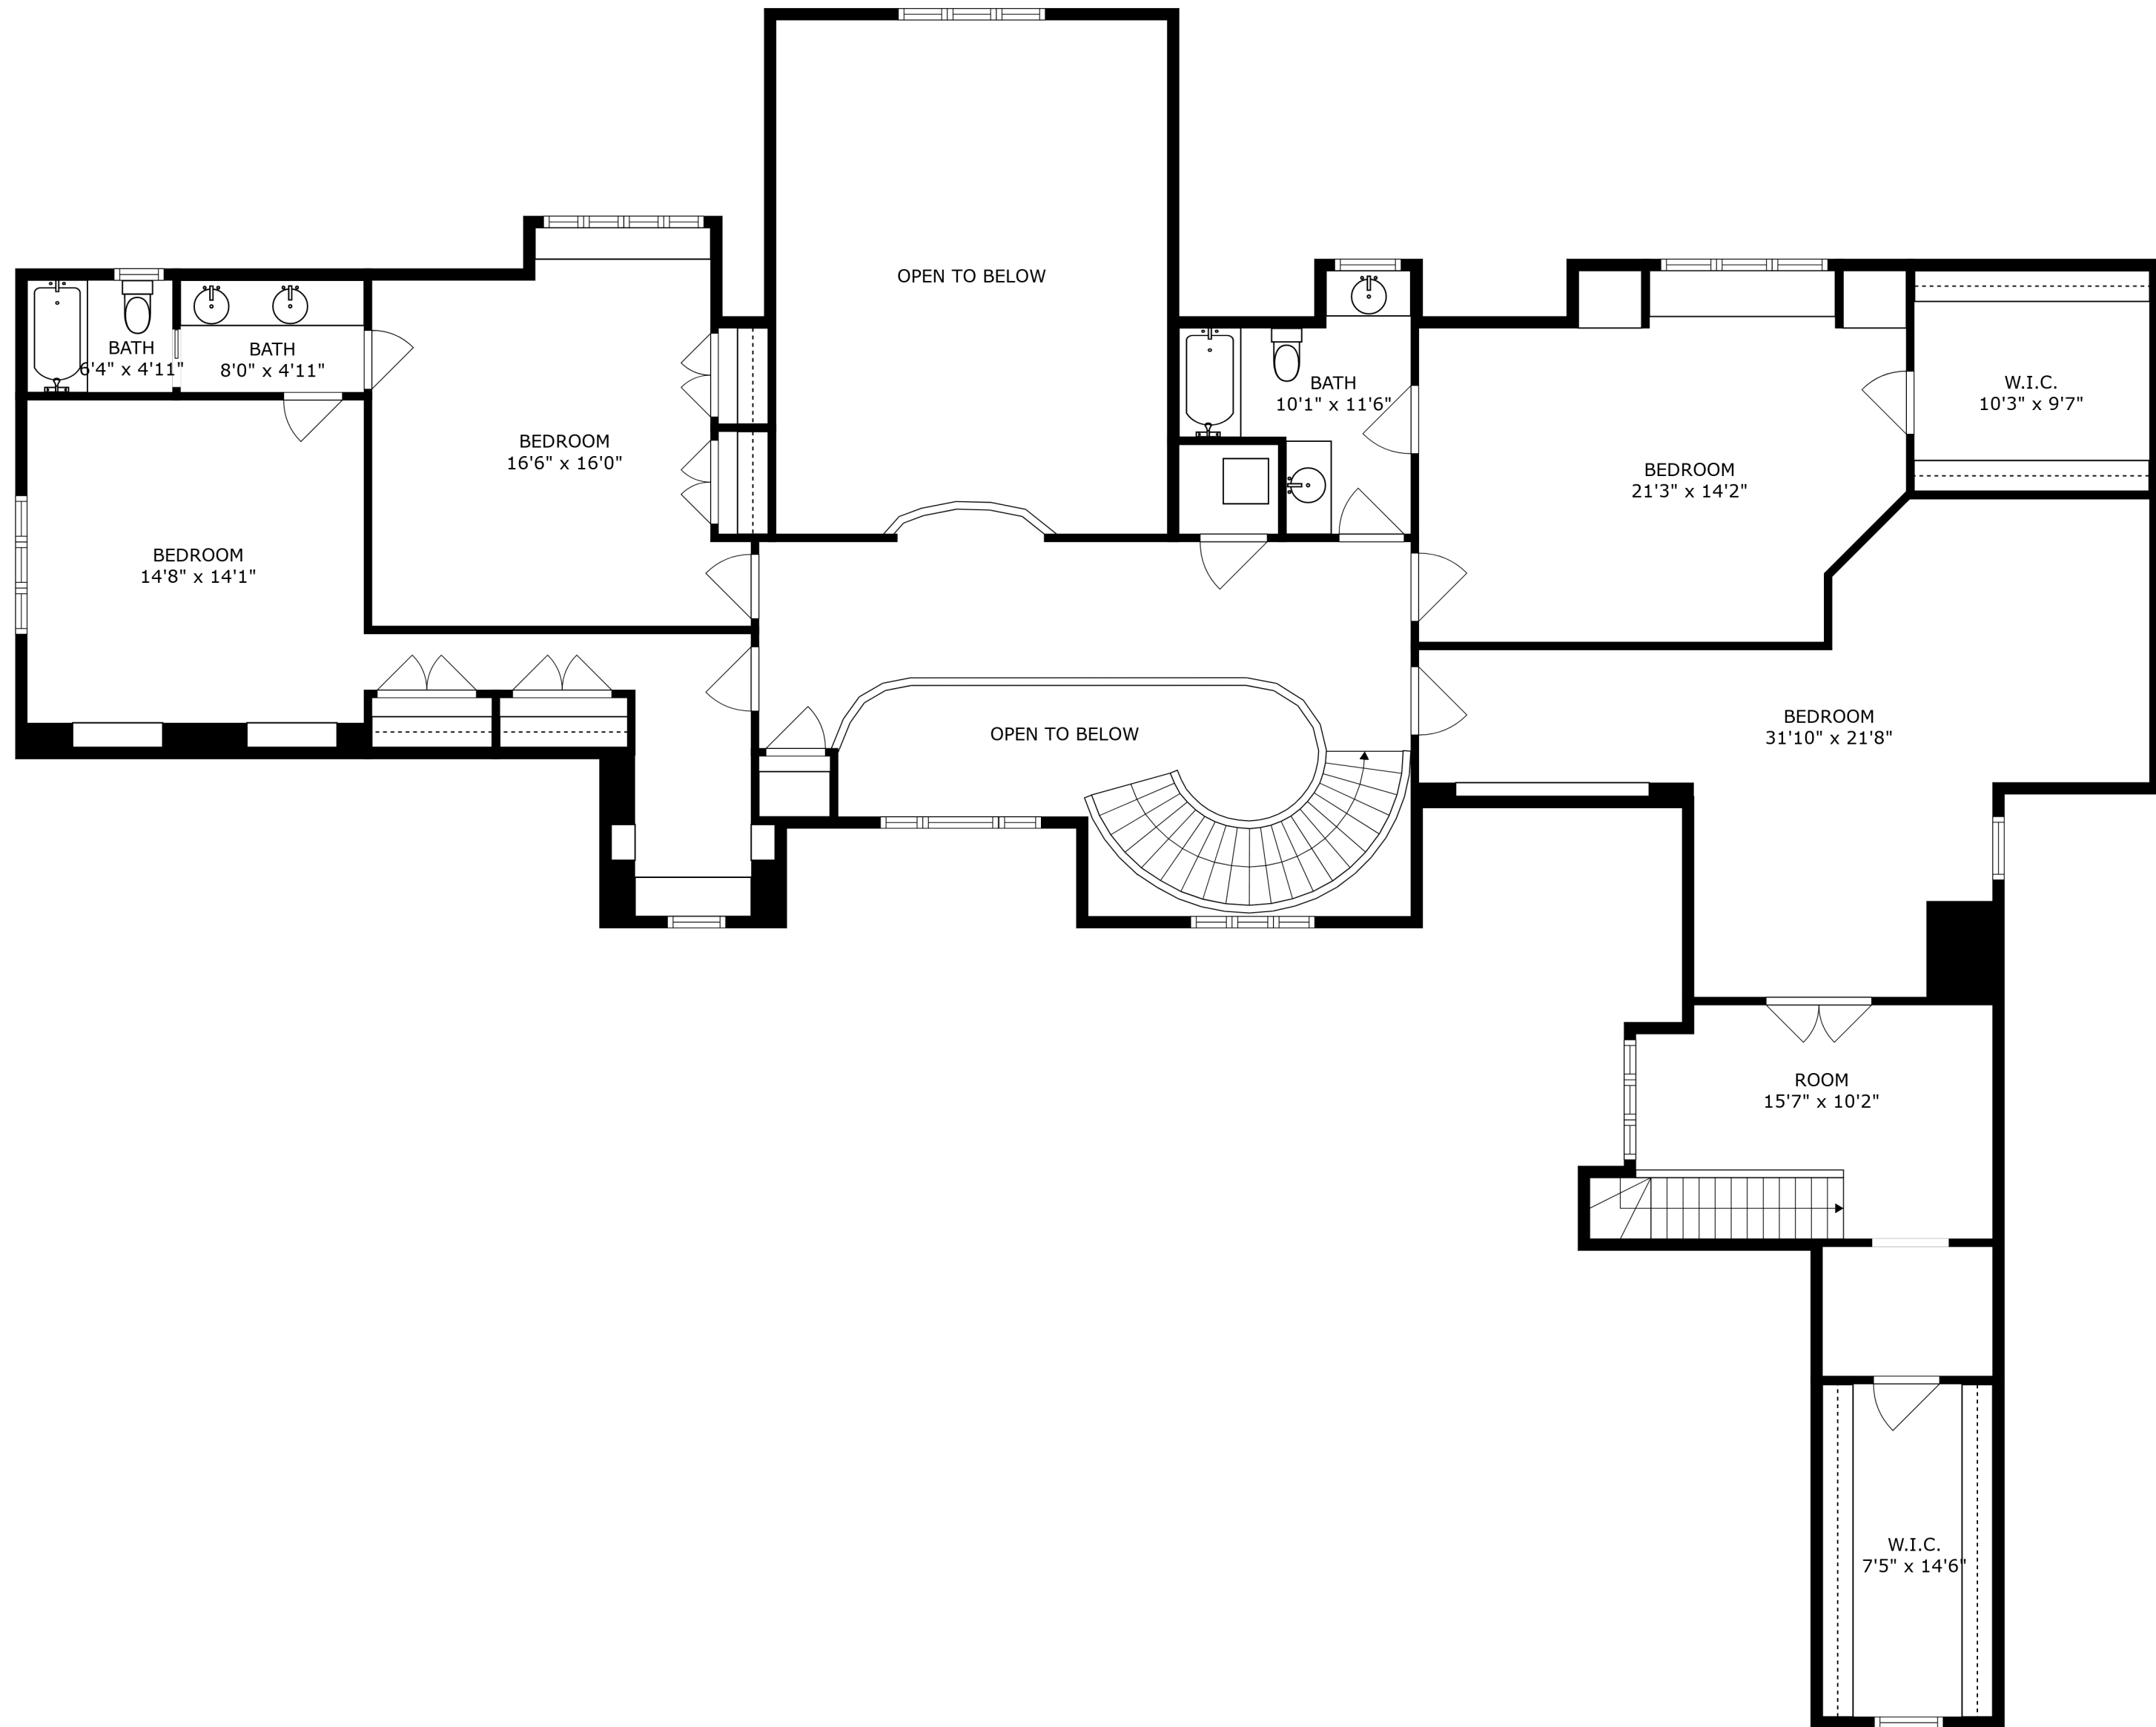 OPEN TO BELOW
BATH
6'4" x 4'11"
BATH
8'0" x 4'11"
BEDROOM
16'6" x 16'0"
BATH
10'1" x 11'6"
W.I.C.
10'3" x 9'7"
BEDROOM
21'3" x 14'2"
BEDROOM
14'8" x 14'1"
OPEN TO BELOW
BEDROOM
31'10" x 21'8"
ROOM
15'7" x 10'2"
W.I.C.
7'5" x 14'6"